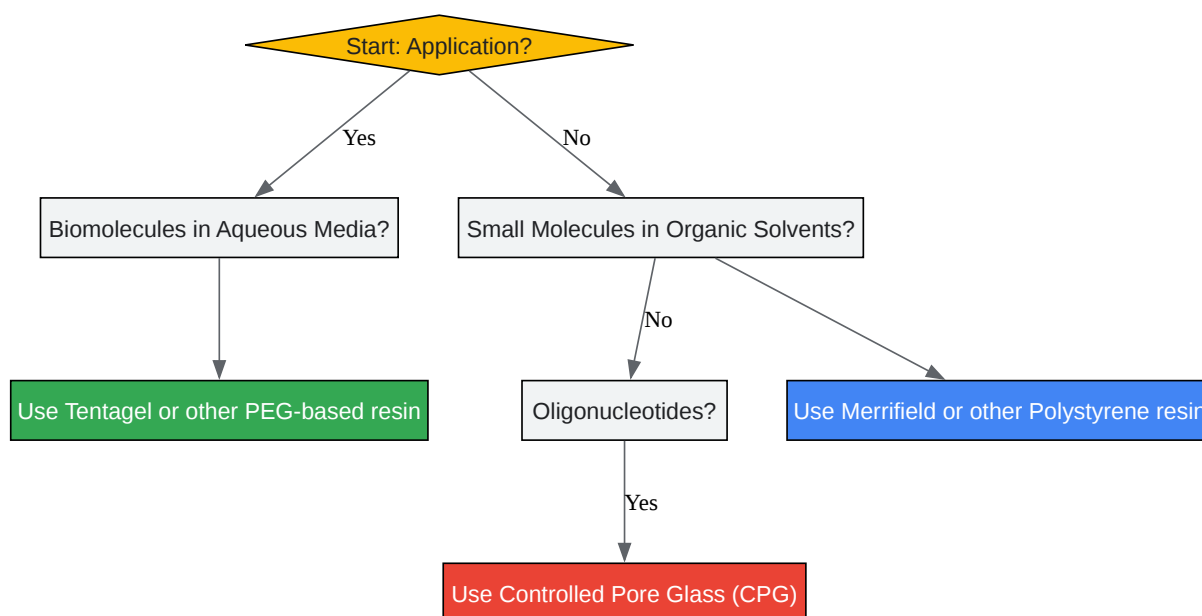 Start: Application?
Yes
No
Biomolecules in Aqueous Media?
Small Molecules in Organic Solvents?
No
Use Tentagel or other PEG-based resin
Oligonucleotides?
Use Merrifield or other Polystyrene resin
Yes
Use Controlled Pore Glass (CPG)